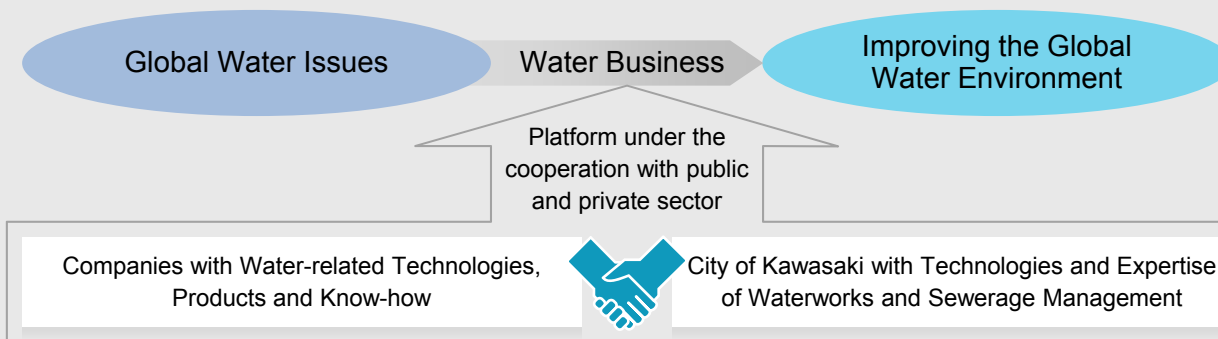 Global Water Issues
Water Business
Improving the Global
Water Environment
Platform under the
cooperation with public
and private sector
Companies with Water-related Technologies,
Products and Know-how
City of Kawasaki with Technologies and Expertise
of Waterworks and Sewerage Management